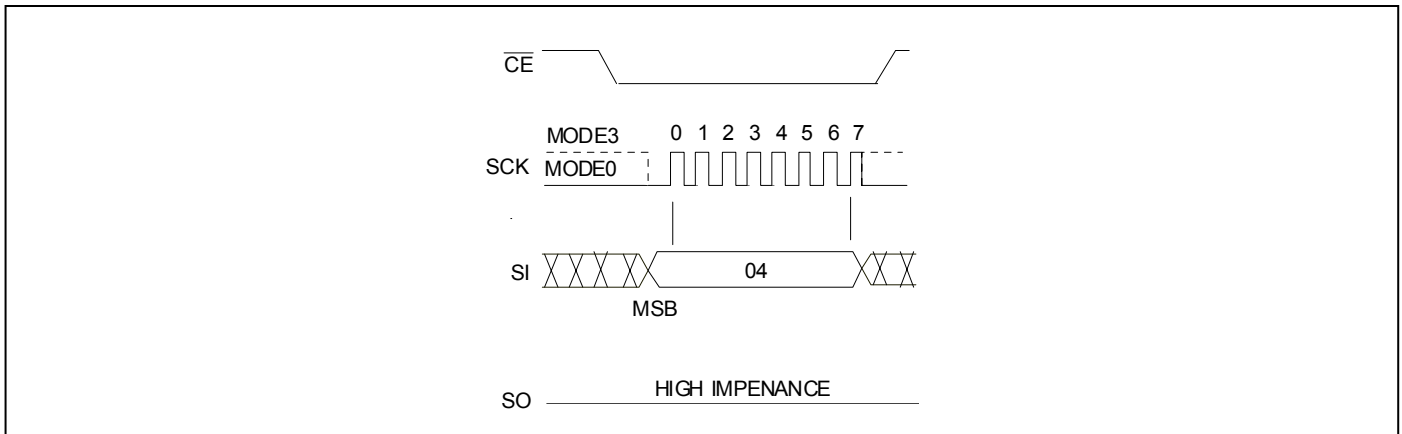 CE
MODE3 0 1 2 3 4 5 6 7
SCK MODE0
SI 04
MSB
HIGH IMPENANCE
SO